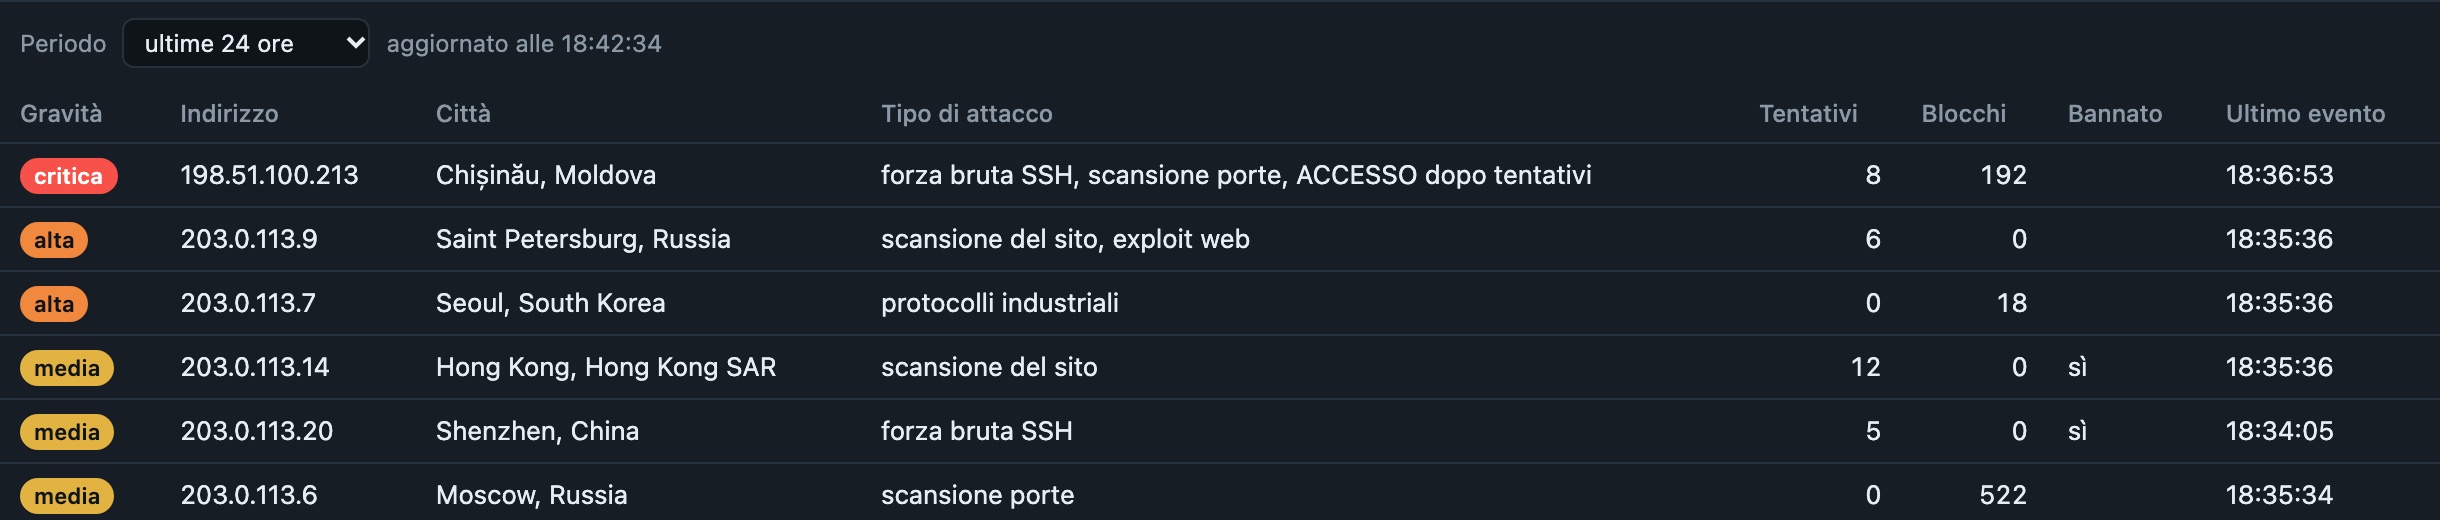 Periodo ultime 24 ore aggiornato alle 18:42:34
Gravità Indirizzo Città Tipo di attacco Tentativi Blocchi Bannato Ultimo evento
critica 198.51.100.213 Chișinău, Moldova forza bruta SSH, scansione porte, ACCESSO dopo tentativi 8 192 18:36:53
alta 203.0.113.9 Saint Petersburg, Russia scansione del sito, exploit web 6 0 18:35:36
alta 203.0.113.7 Seoul, South Korea protocolli industriali 0 18 18:35:36
media 203.0.113.14 Hong Kong, Hong Kong SAR scansione del sito 12 0 sì 18:35:36
media 203.0.113.20 Shenzhen, China forza bruta SSH 5 0 sì 18:34:05
media 203.0.113.6 Moscow, Russia scansione porte 0 522 18:35:34